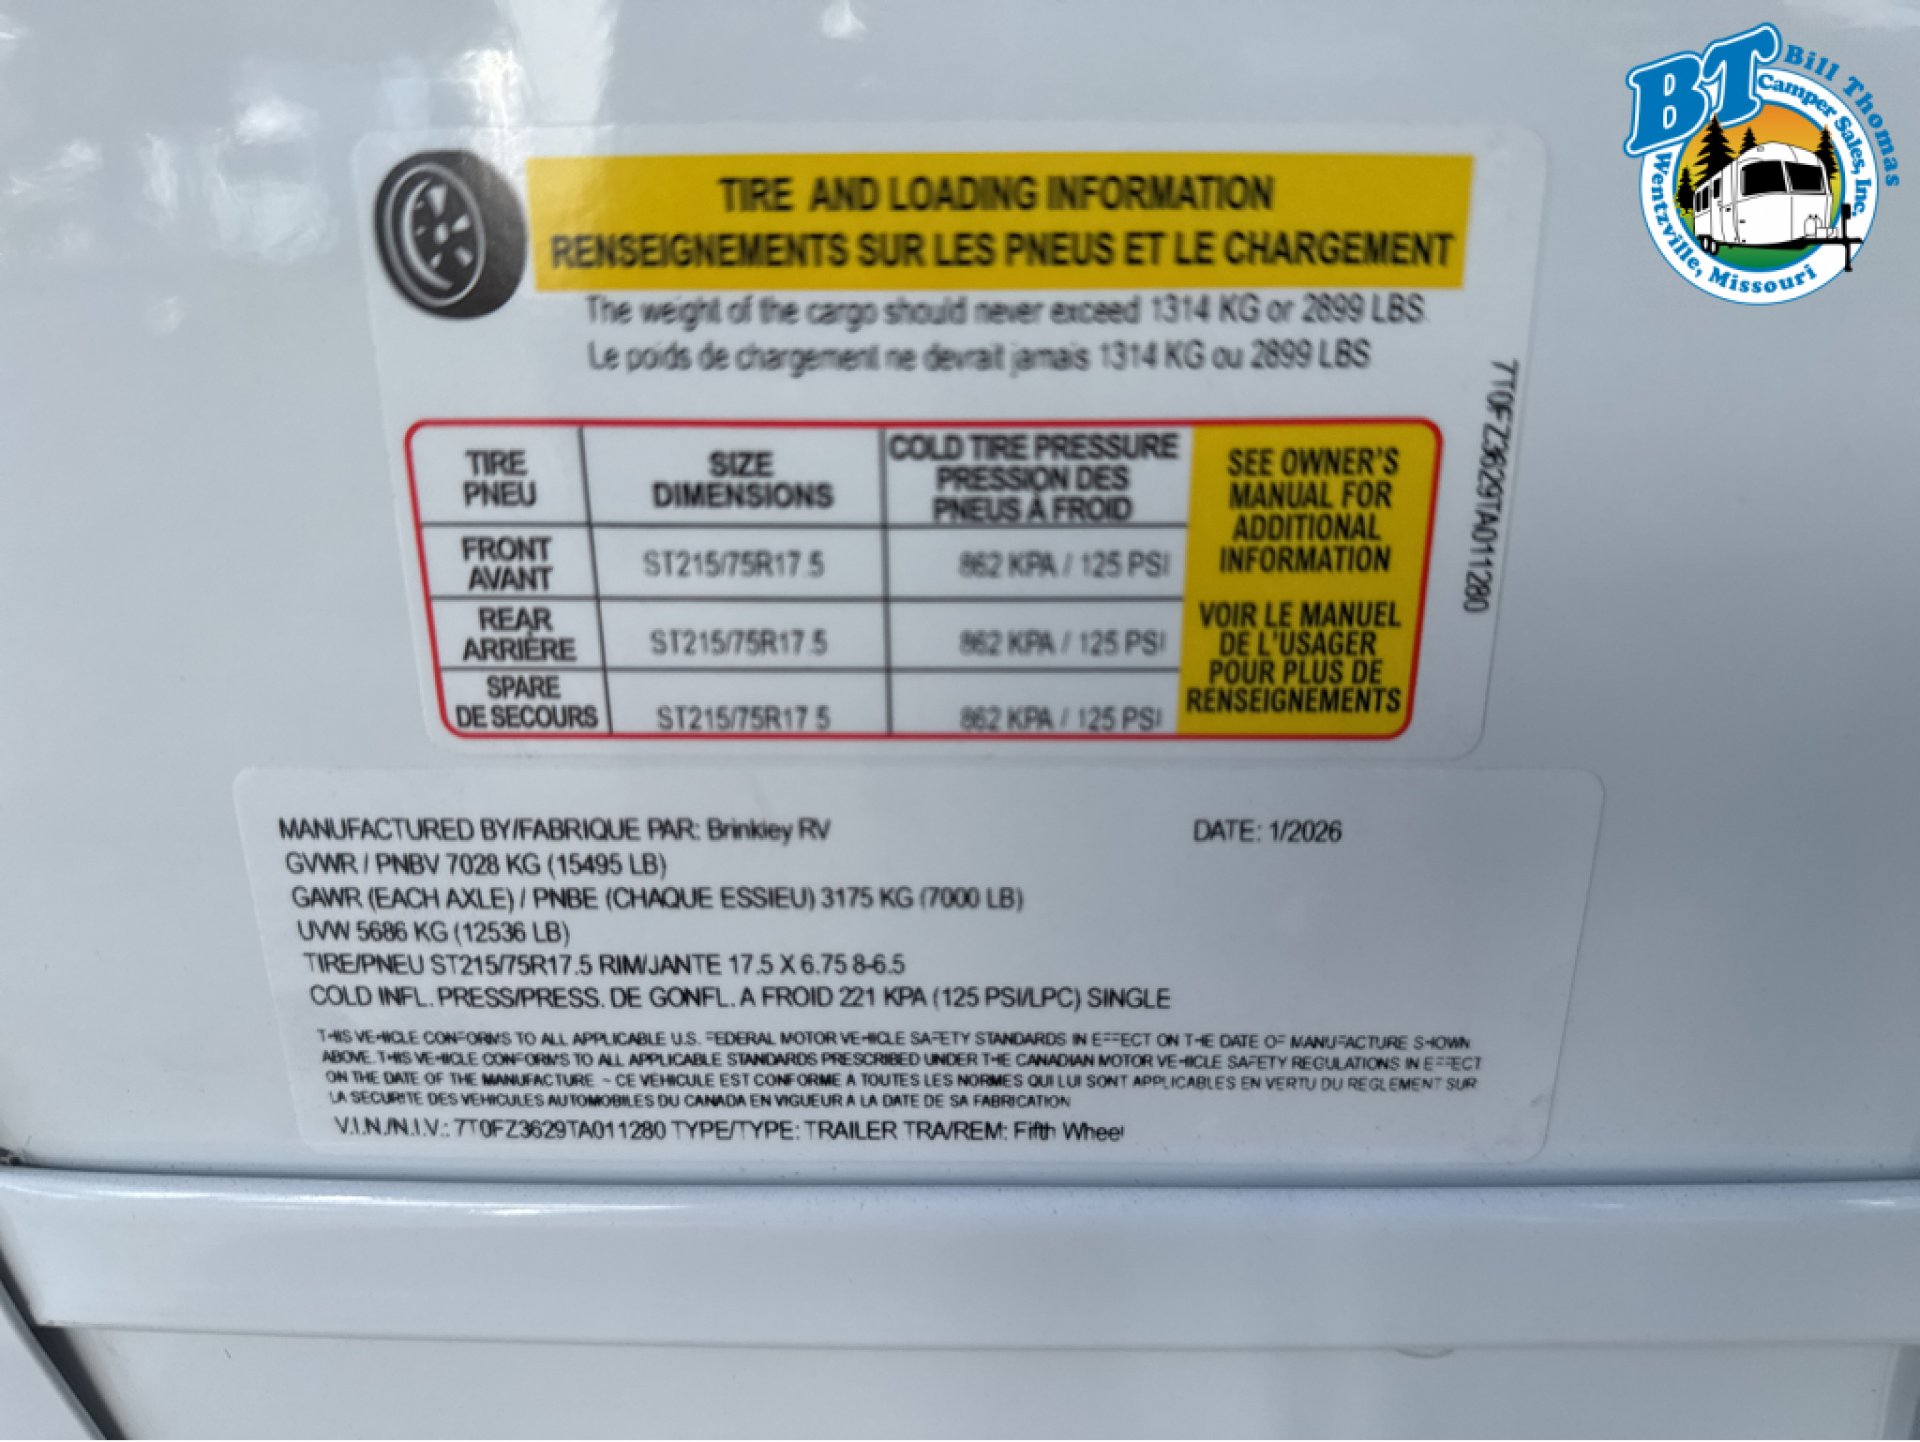 BT Bill Thomas
Camper Sales, Inc.
Wentzville, Missouri
TIRE AND LOADING INFORMATION
RENSEIGNEMENTS SUR LES PNEUS ET LE CHARGEMENT
The weight of the cargo should never exceed 1314 KG or 2899 LBS.
Le poids de chargement ne devrait jamais 1314 KG ou 2899 LBS
7T0FZ3629TA011280
TIRE
PNEU
SIZE
DIMENSIONS
COLD TIRE PRESSURE
PRESSION DES
PNEUS À FROID
FRONT
AVANT
ST215/75R17.5
862 KPA / 125 PSI
REAR
ARRIÈRE
ST215/75R17.5
862 KPA / 125 PSI
SPARE
DE SECOURS
ST215/75R17.5
862 KPA / 125 PSI
SEE OWNER'S
MANUAL FOR
ADDITIONAL
INFORMATION
VOIR LE MANUEL
DE L'USAGER
POUR PLUS DE
RENSEIGNEMENTS
MANUFACTURED BY/FABRIQUE PAR: Brinkley RV DATE: 1/2026
GVWR / PNBV 7028 KG (15495 LB)
GAWR (EACH AXLE) / PNBE (CHAQUE ESSIEU) 3175 KG (7000 LB)
UVW 5686 KG (12536 LB)
TIRE/PNEU ST215/75R17.5 RIM/JANTE 17.5 X 6.75 8-6.5
COLD INFL. PRESS/PRESS. DE GONFL. A FROID 221 KPA (125 PSI/LPC) SINGLE
THIS VEHICLE CONFORMS TO ALL APPLICABLE U.S. FEDERAL MOTOR VEHICLE SAFETY STANDARDS IN EFFECT ON THE DATE OF MANUFACTURE SHOWN
ABOVE. THIS VEHICLE CONFORMS TO ALL APPLICABLE STANDARDS PRESCRIBED UNDER THE CANADIAN MOTOR VEHICLE SAFETY REGULATIONS IN EFFECT
ON THE DATE OF THE MANUFACTURE. ~ CE VEHICULE EST CONFORME A TOUTES LES NORMES QUI LUI SONT APPLICABLES EN VERTU DU REGLEMENT SUR
LA SECURITE DES VEHICULES AUTOMOBILES DU CANADA EN VIGUEUR A LA DATE DE SA FABRICATION
V.I.N./N.I.V.: 7T0FZ3629TA011280 TYPE/TYPE: TRAILER TRA/REM: Fifth Wheel